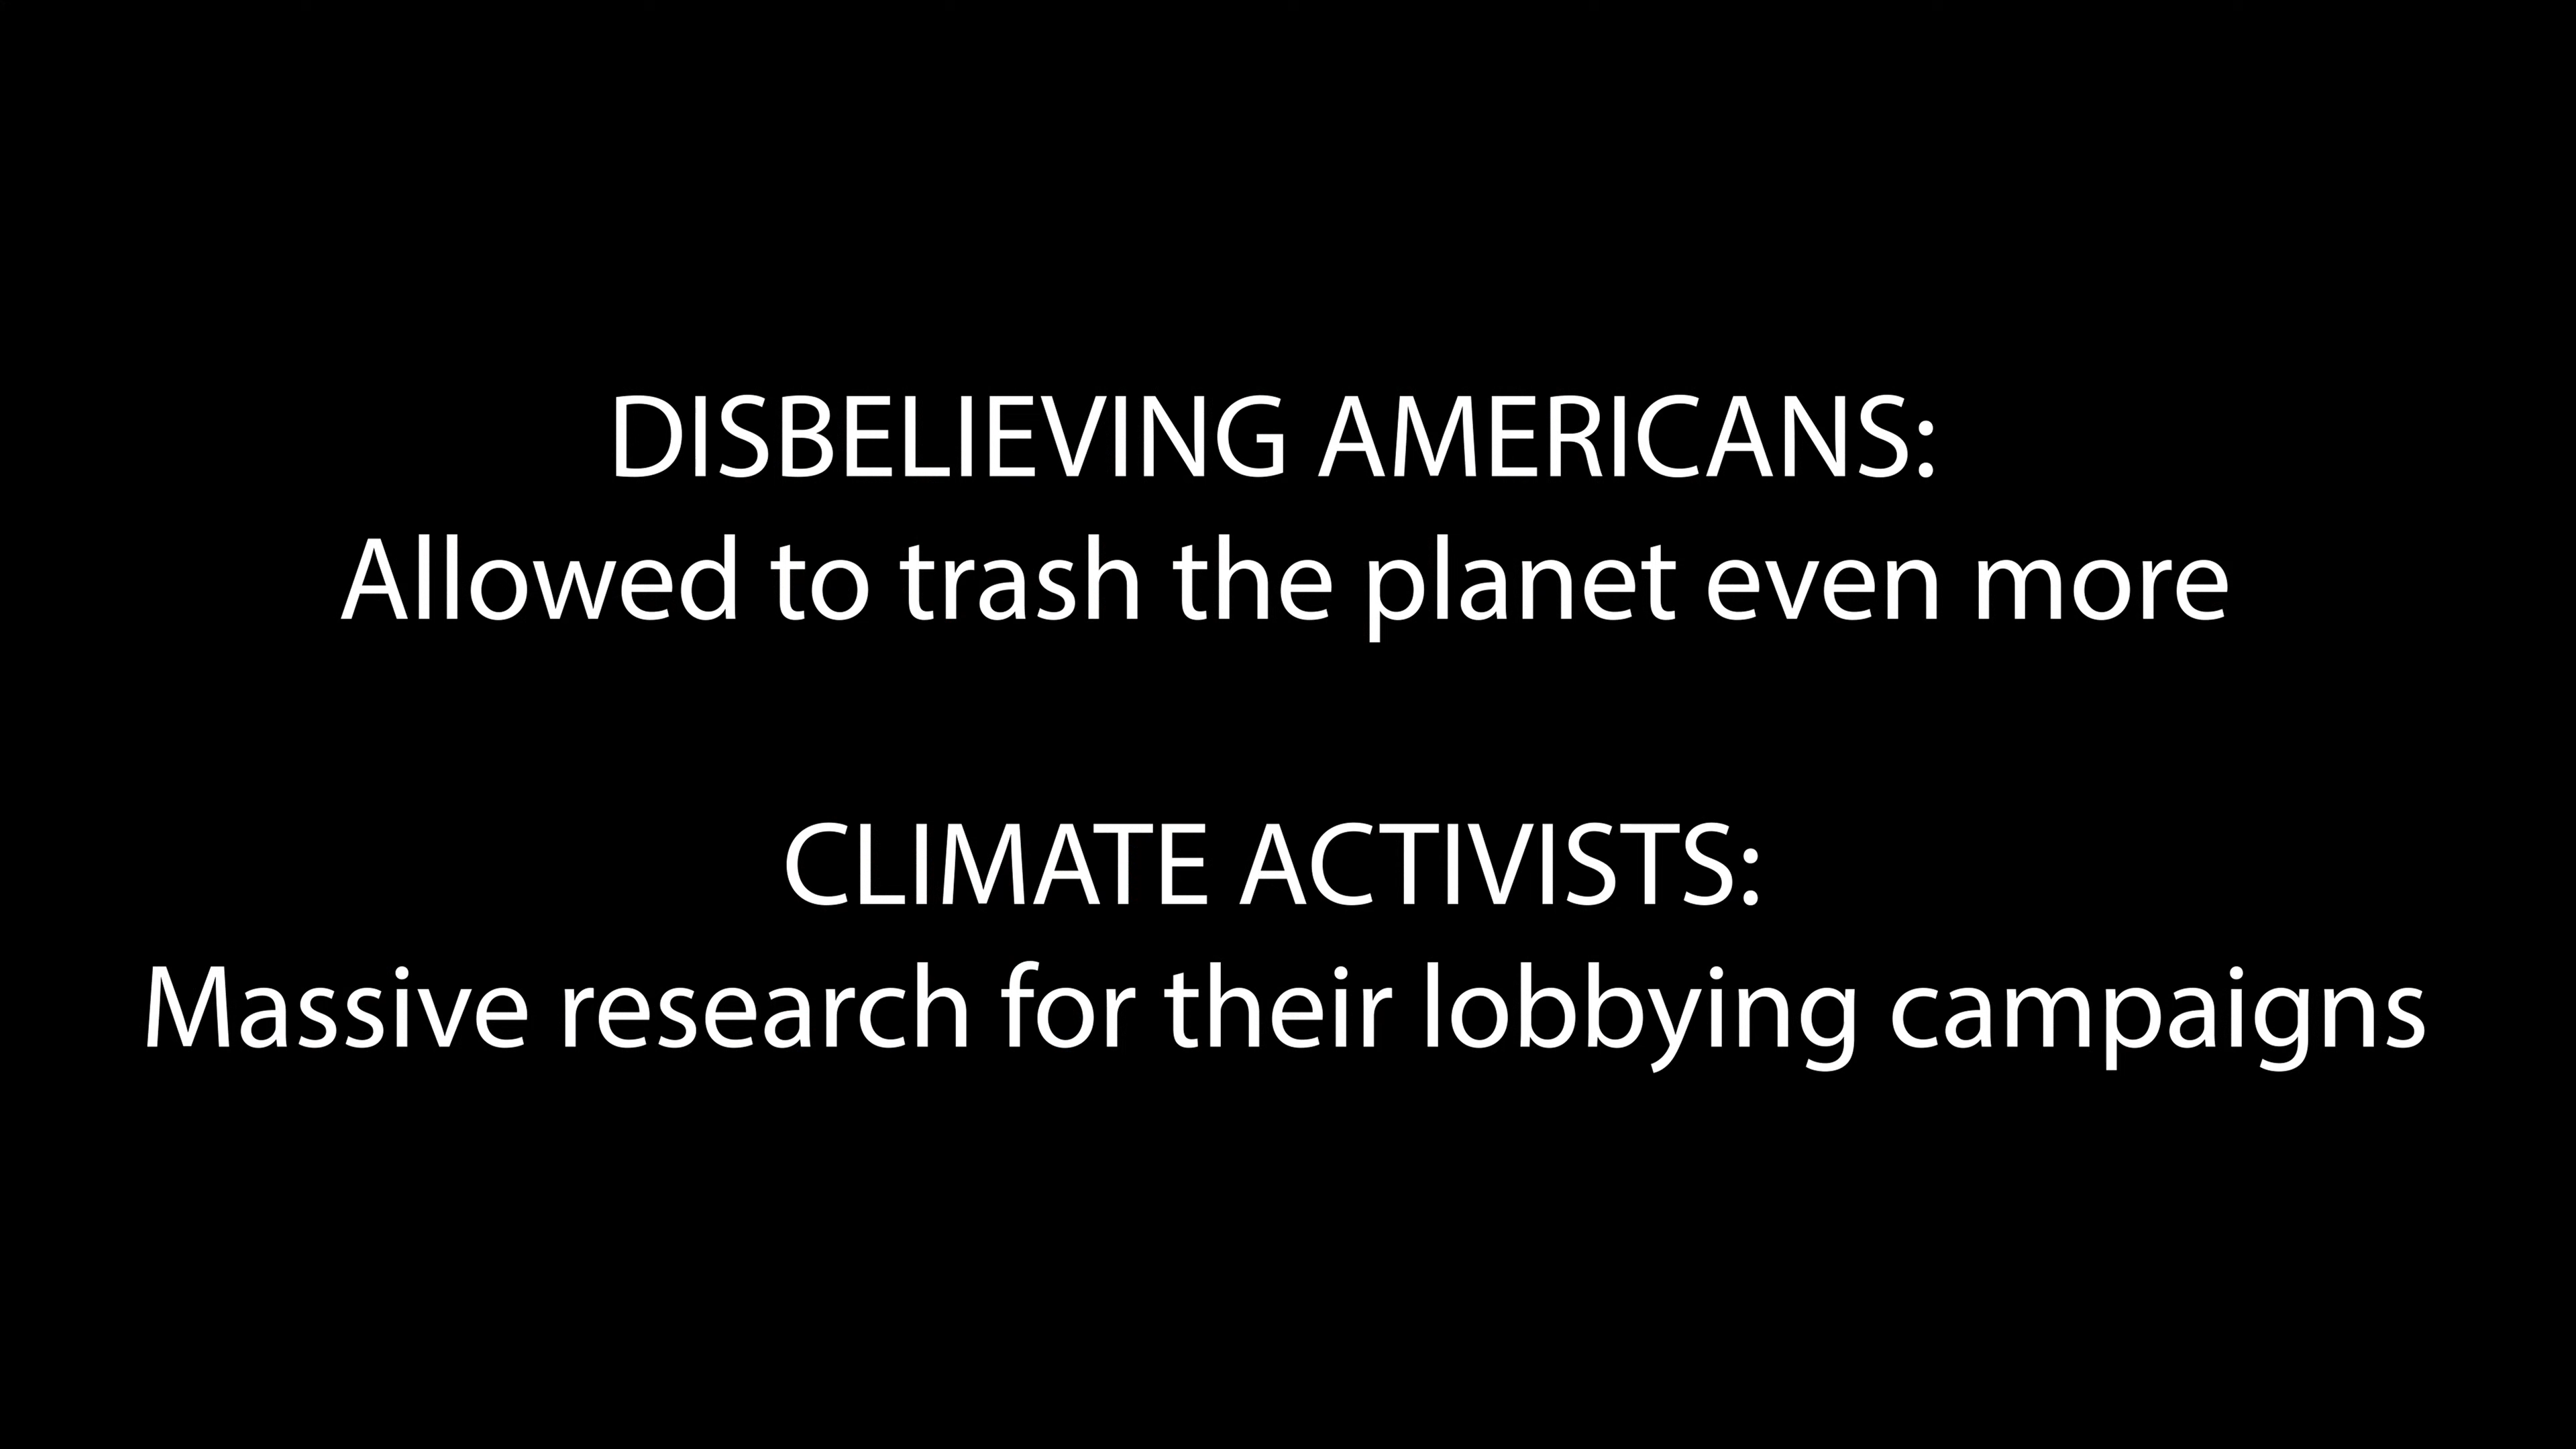 DISBELIEVING AMERICANS:
Allowed to trash the planet even more
CLIMATE ACTIVISTS:
Massive research for their lobbying campaigns